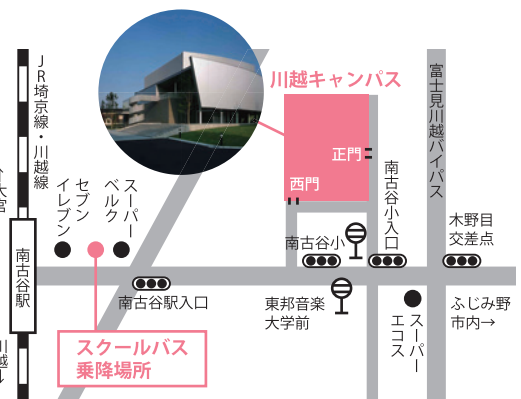 JR埼京線・川越線
川越キャンパス
富士見川越バイパス
正門
西門
南古谷小入口
スーパー
ベルク
セブン
イレブン
木野目
交差点
南古谷小
南古谷駅
南古谷駅入口
東邦音楽
大学前
スーパー
エコス
ふじみ野
市内→
スクールバス
乗降場所